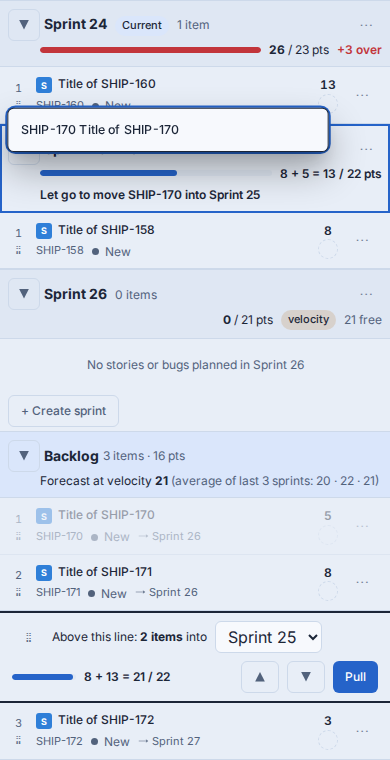 ▼ Sprint 24 Current 1 item ...
26 / 23 pts +3 over
1 S Title of SHIP-160 13 ...
SHIP-160 New
SHIP-170 Title of SHIP-170
...
8 + 5 = 13 / 22 pts
Let go to move SHIP-170 into Sprint 25
1 S Title of SHIP-158 8 ...
SHIP-158 New
▼ Sprint 26 0 items ...
0 / 21 pts velocity 21 free
No stories or bugs planned in Sprint 26
+ Create sprint
▼ Backlog 3 items · 16 pts
Forecast at velocity 21 (average of last 3 sprints: 20 · 22 · 21)
1 S Title of SHIP-170 5 ...
SHIP-170 New → Sprint 26
2 S Title of SHIP-171 8 ...
SHIP-171 New → Sprint 26
Above this line: 2 items into Sprint 25
8 + 13 = 21 / 22 ▲ ▼ Pull
3 S Title of SHIP-172 3 ...
SHIP-172 New → Sprint 27